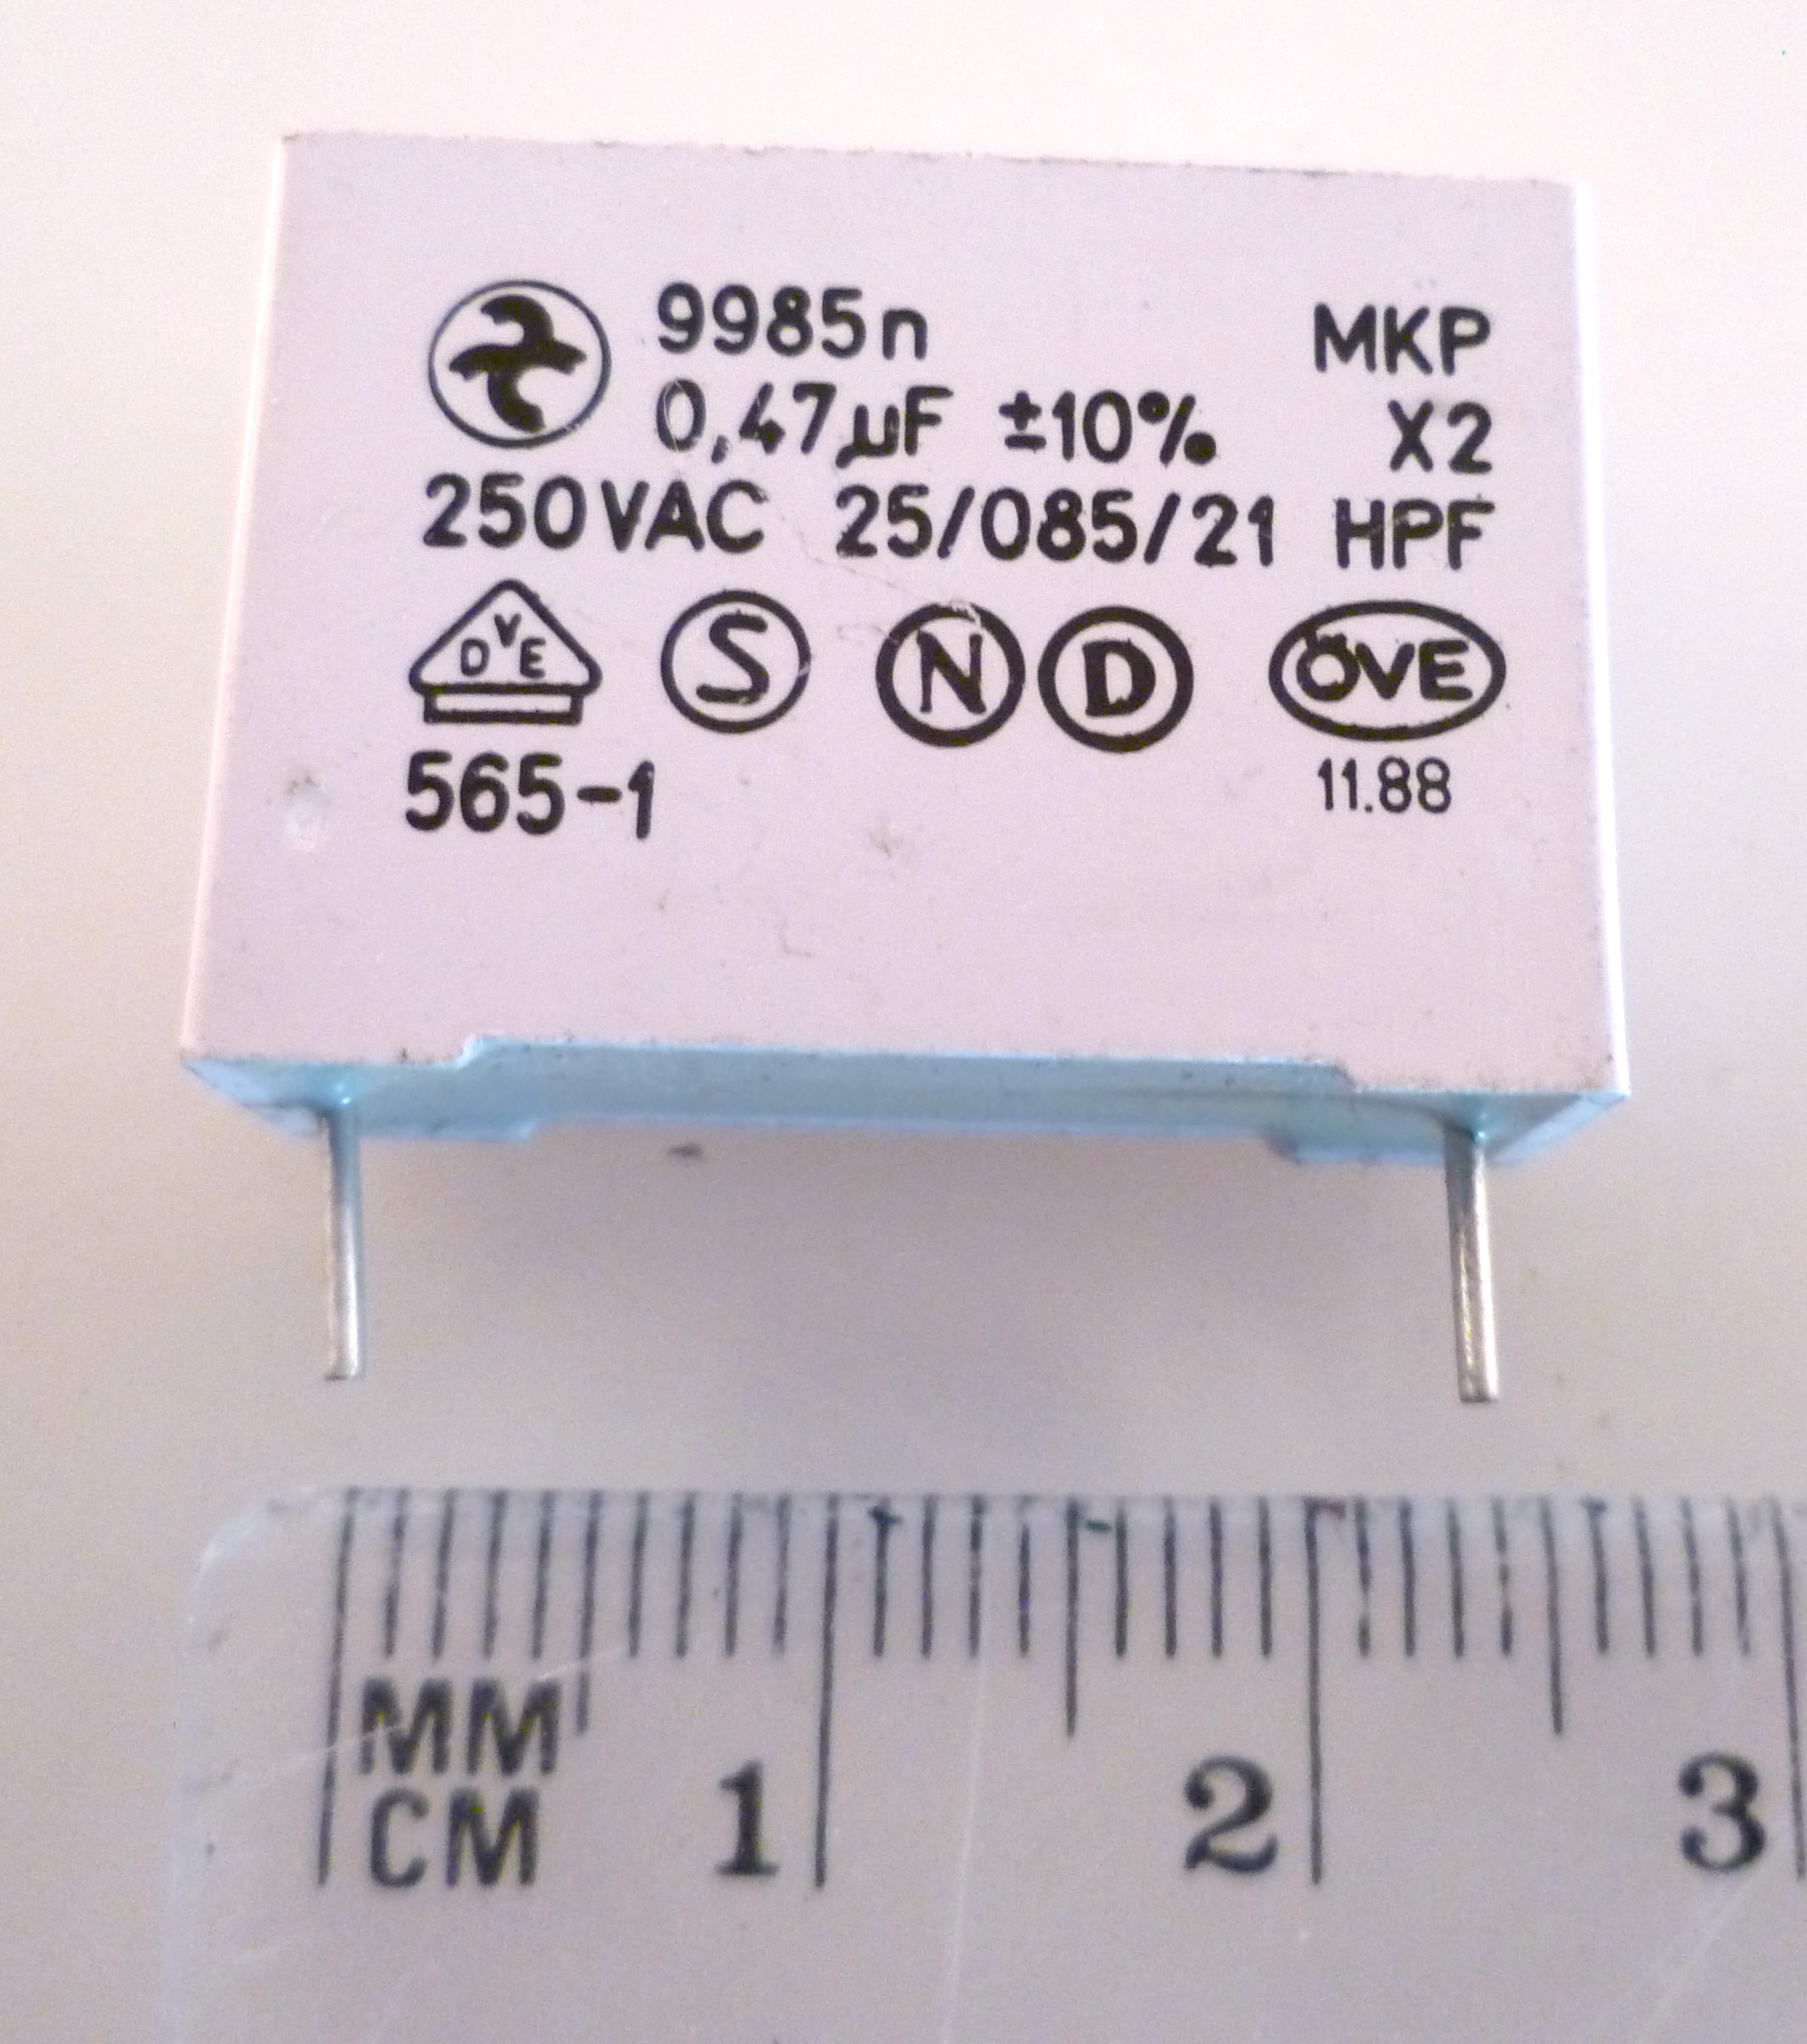 9985n MKP
0,47µF ±10% X2
250VAC 25/085/21 HPF
DVE S N D ÖVE
565-1 11.88
MM
CM 1 2 3